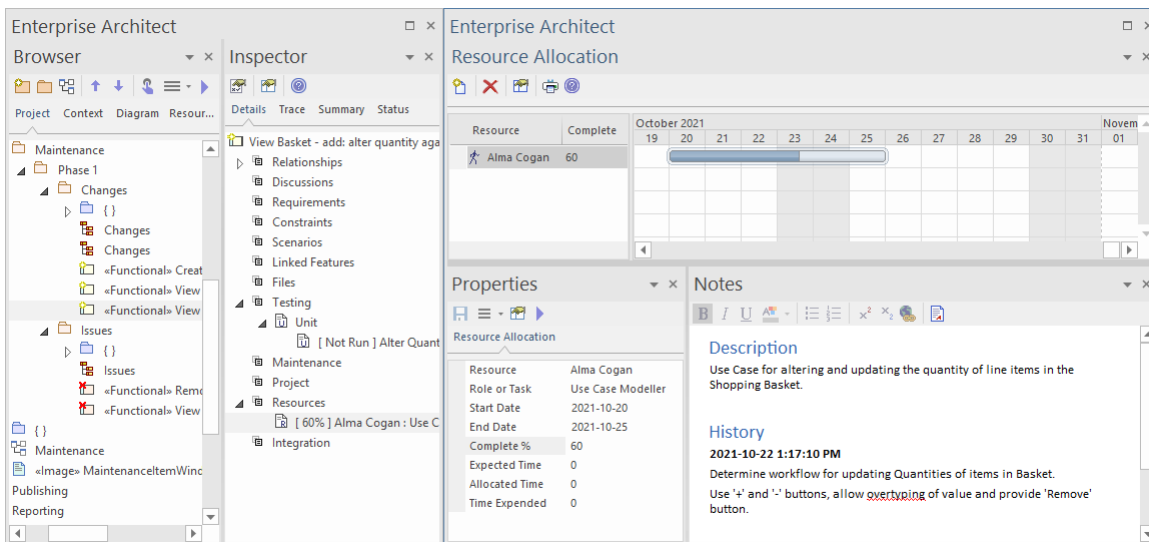 Enterprise Architect
Browser
Project Context Diagram Resour...
Maintenance
Phase 1
Changes
{ }
Changes
Changes
«Functional» Creat
«Functional» View
«Functional» View
Issues
{ }
Issues
«Functional» Remo
«Functional» View
{ }
Maintenance
«Image» MaintenanceItemWinc
Publishing
Reporting
Inspector
Details Trace Summary Status
View Basket - add: alter quantity aga
Relationships
Discussions
Requirements
Constraints
Scenarios
Linked Features
Files
Testing
Unit
[ Not Run ] Alter Quant
Maintenance
Project
Resources
[ 60% ] Alma Cogan : Use C
Integration
Enterprise Architect
Resource Allocation
Resource Complete
October 2021 Novem
19 20 21 22 23 24 25 26 27 28 29 30 31 01
Alma Cogan 60
Properties
Resource Allocation
Resource Alma Cogan
Role or Task Use Case Modeller
Start Date 2021-10-20
End Date 2021-10-25
Complete % 60
Expected Time 0
Allocated Time 0
Time Expended 0
Notes
B I U A x² x₂
Description
Use Case for altering and updating the quantity of line items in the
Shopping Basket.
History
2021-10-22 1:17:10 PM
Determine workflow for updating Quantities of items in Basket.
Use '+' and '-' buttons, allow overtyping of value and provide 'Remove'
button.